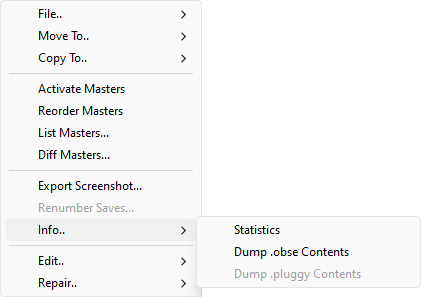 File..
Move To..
Copy To..
Activate Masters
Reorder Masters
List Masters...
Diff Masters...
Export Screenshot...
Renumber Saves...
Info..
Statistics
Dump .obse Contents
Dump .pluggy Contents
Edit..
Repair..